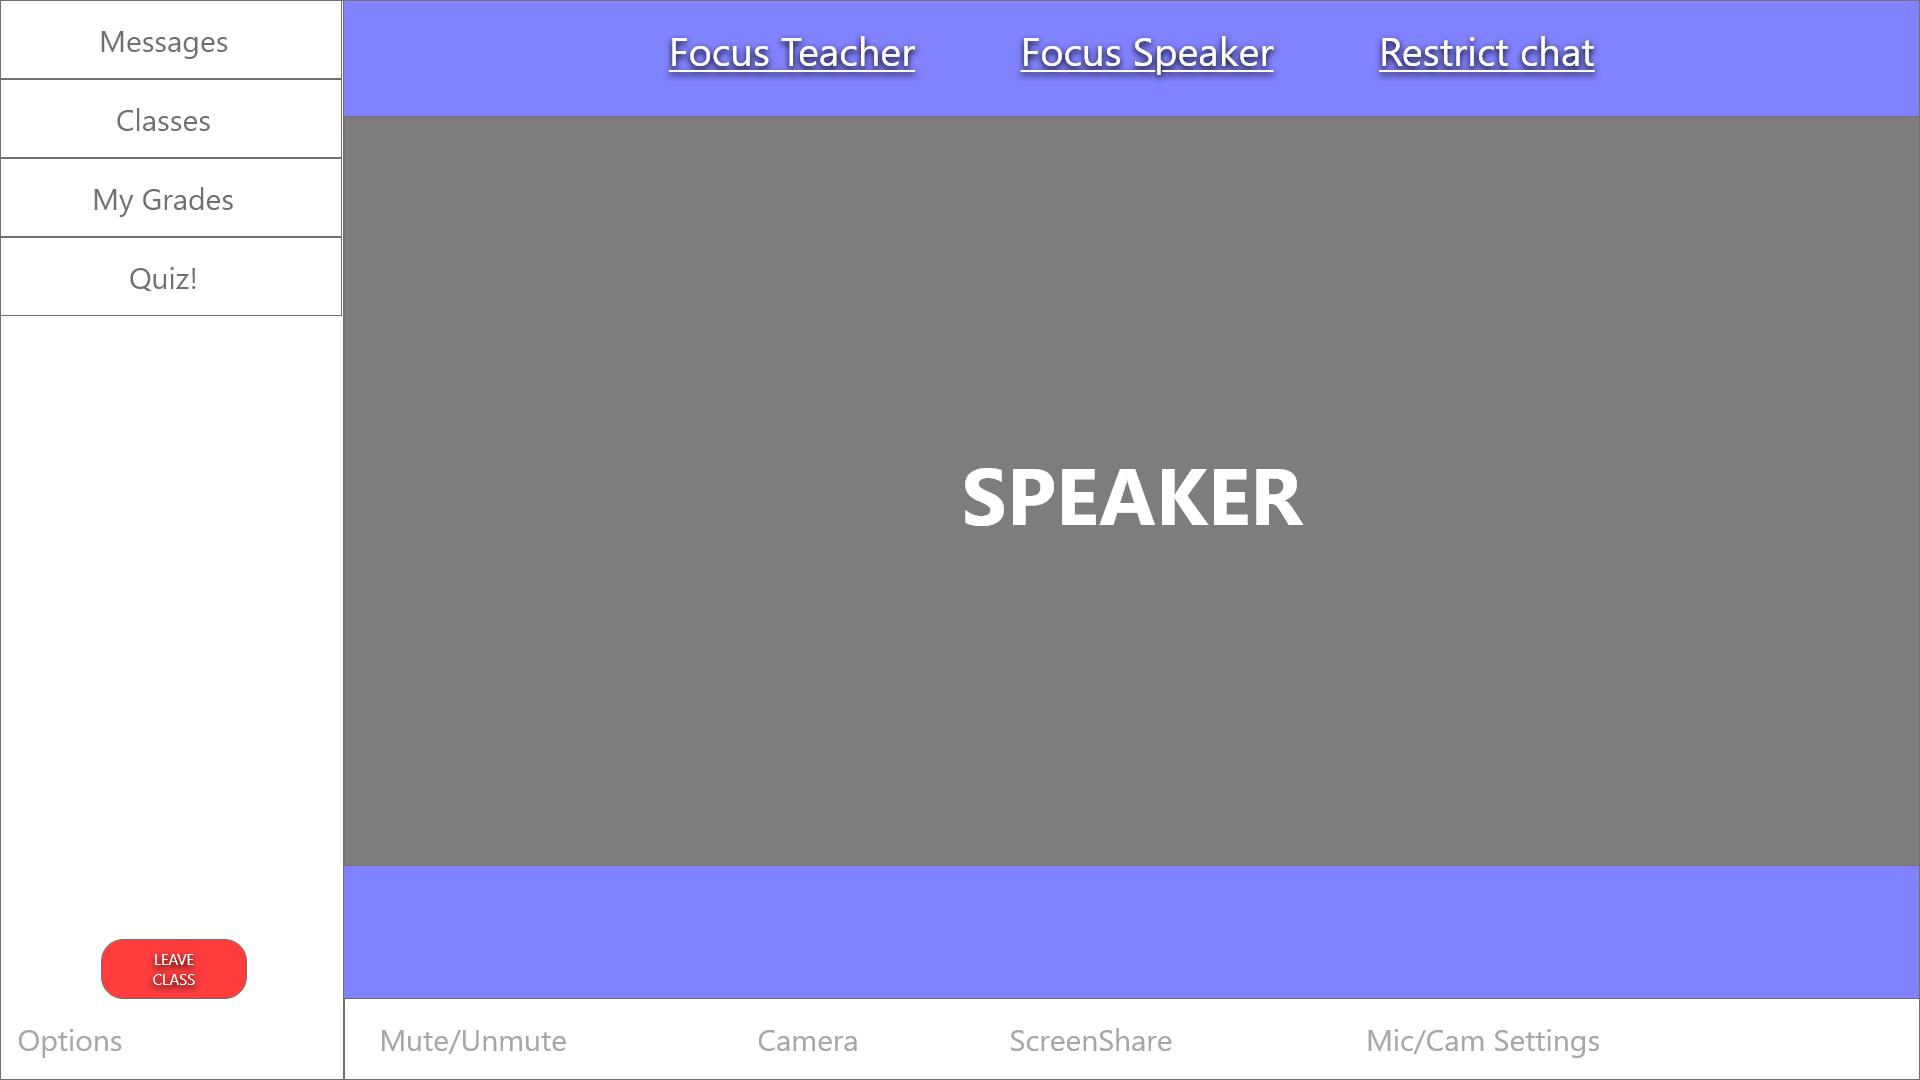 Messages
Classes
My Grades
Quiz!
Focus Teacher
Focus Speaker
Restrict chat
SPEAKER
LEAVE
CLASS
Options
Mute/Unmute
Camera
ScreenShare
Mic/Cam Settings